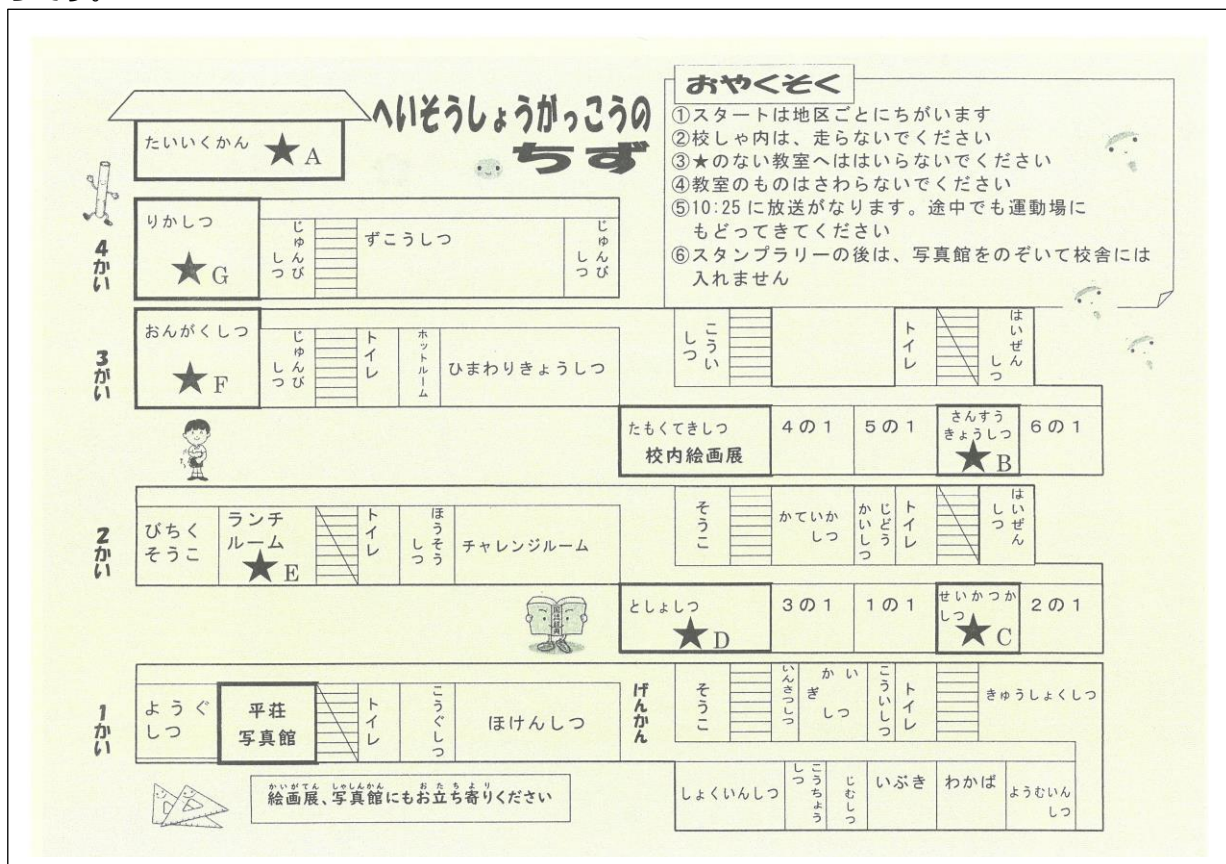 へいそうしょうがっこうの
ちず
おやくそく
①スタートは地区ごとにちがいます
②校しゃ内は、走らないでください
③★のない教室へははいらないでください
④教室のものはさわらないでください
⑤10:25に放送がなります。途中でも運動場に
もどってきてください
⑥スタンプラリーの後は、写真館をのぞいて校舎には
入れません
たいいくかん ★A
4かい
りかしつ
★G
じゅんびしつ
ずこうしつ
じゅんびしつ
3がい
おんがくしつ
★F
じゅんびしつ
トイレ
ホットルーム
ひまわりきょうしつ
こういしつ
トイレ
はいぜんしつ
たもくてきしつ
校内絵画展
4の1
5の1
さんすう
きょうしつ
★B
6の1
2かい
びちく
そうこ
ランチ
ルーム
★E
トイレ
ほうそうしつ
チャレンジルーム
そうこ
かていか
しつ
じどうかいしつ
トイレ
はいぜんしつ
としょしつ
★D
3の1
1の1
せいかつか
しつ
★C
2の1
1かい
ようぐ
しつ
平荘
写真館
トイレ
こうぐしつ
ほけんしつ
げんかん
そうこ
いんさつしつ
かいぎしつ
こういしつ
トイレ
きゅうしょくしつ
しょくいんしつ
こうちょうしつ
じむしつ
いぶき
わかば
ようむいん
しつ
かいがてん しゃしんかん おたちより
絵画展、写真館にもお立ち寄りください